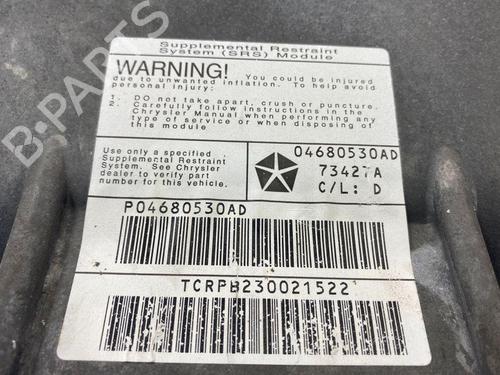 Supplemental Restraint
System (SRS) Module
WARNING! You could be injured
due to unwanted inflation. To help avoid
personal injury:
1. Do not take apart, crush or puncture.
2. Carefully follow instructions in the
Chrysler Manual when performing any
type of service or when disposing of
this module
Use only a specified
Supplemental Restraint
System. See Chrysler
dealer to verify part
number for this vehicle.
04680530AD
73427A
C/L: D
P04680530AD
TCRPB230021522
B-PARTS